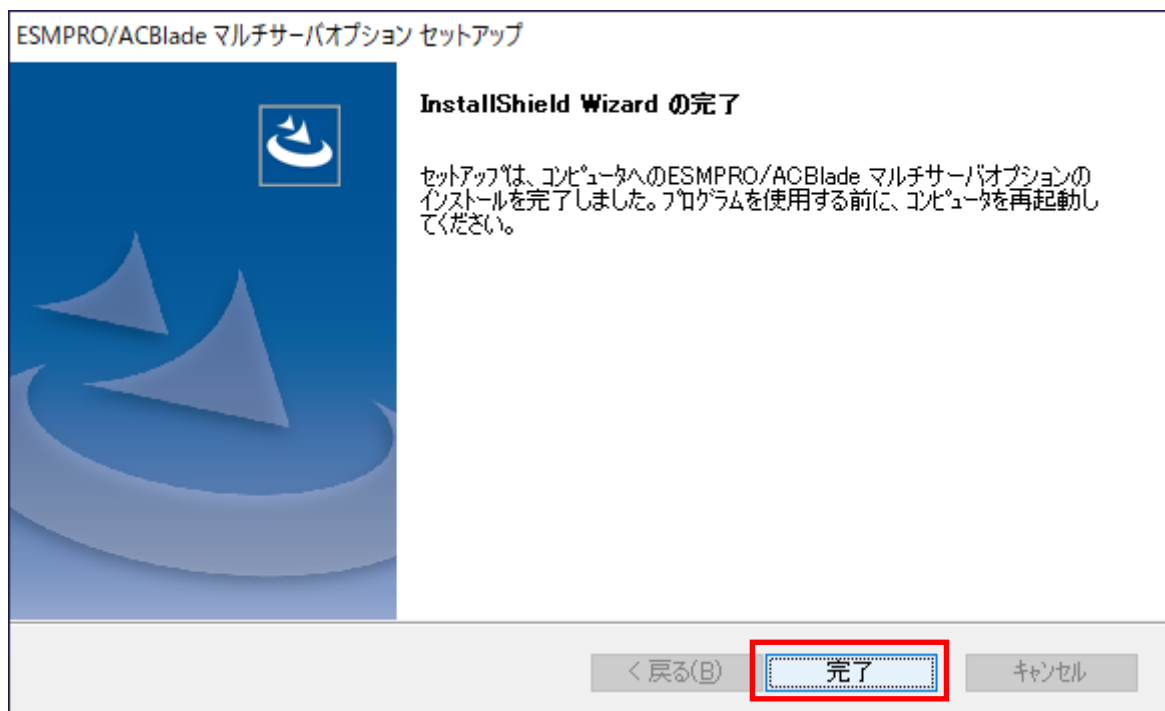 ESMPRO/ACBlade マルチサーバオプション セットアップ
InstallShield Wizard の完了
セットアップは、コンピュータへのESMPRO/ACBlade マルチサーバオプションの
インストールを完了しました。プログラムを使用する前に、コンピュータを再起動し
てください。
< 戻る(B)
完了
キャンセル